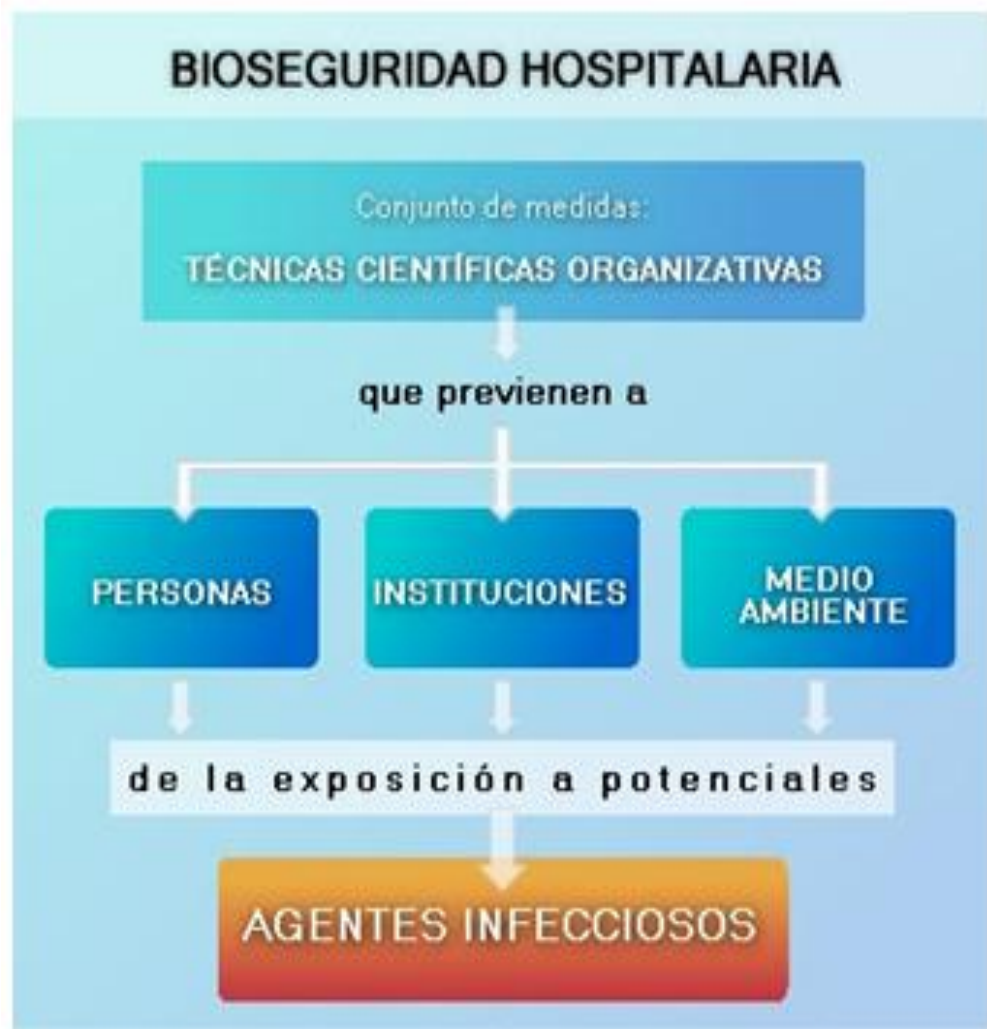 BIOSEGURIDAD HOSPITALARIA
Conjunto de medidas:
TÉCNICAS CIENTÍFICAS ORGANIZATIVAS
que previenen a
PERSONAS
INSTITUCIONES
MEDIO
AMBIENTE
de la exposición a potenciales
AGENTES INFECCIOSOS